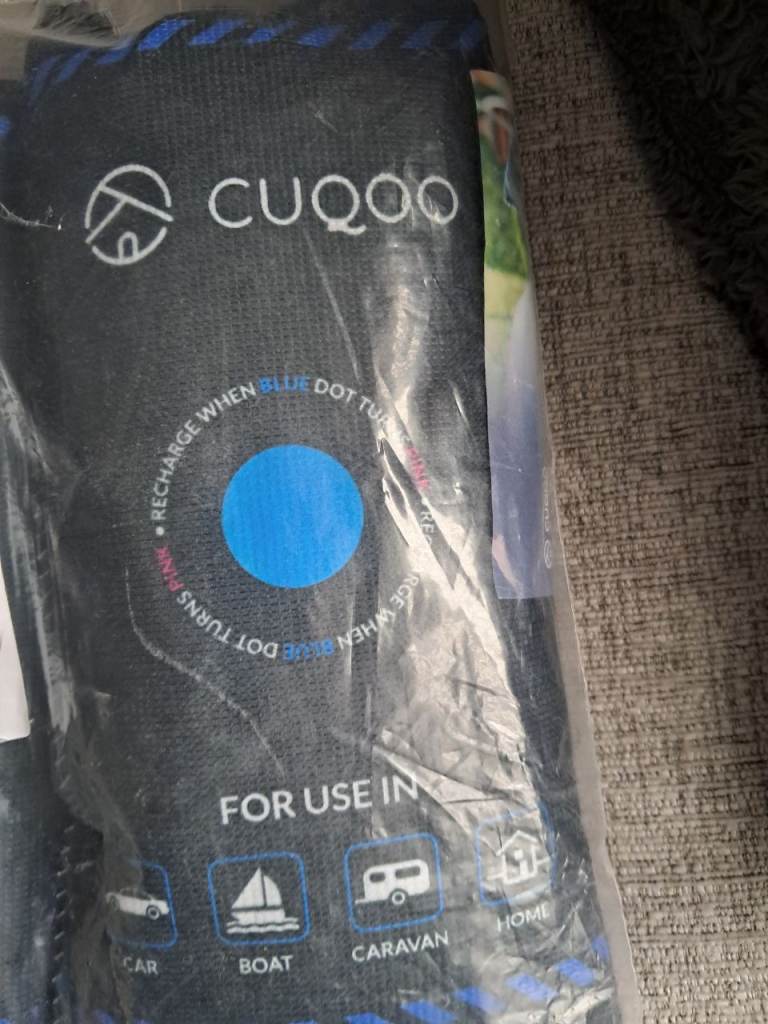 CUQOO
• RECHARGE WHEN BLUE DOT TURNS PINK • RECHARGE WHEN BLUE DOT TURNS PINK
FOR USE IN
CAR
BOAT
CARAVAN
HOME